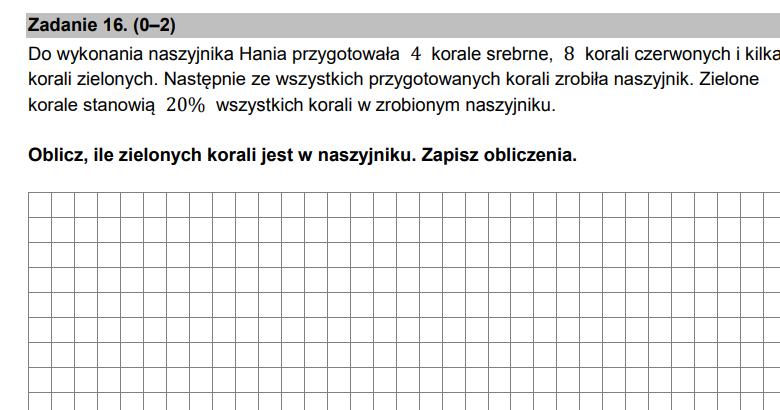 Zadanie 16. (0–2)
Do wykonania naszyjnika Hania przygotowała 4 korale srebrne, 8 korali czerwonych i kilka
korali zielonych. Następnie ze wszystkich przygotowanych korali zrobiła naszyjnik. Zielone
korale stanowią 20% wszystkich korali w zrobionym naszyjniku.
Oblicz, ile zielonych korali jest w naszyjniku. Zapisz obliczenia.